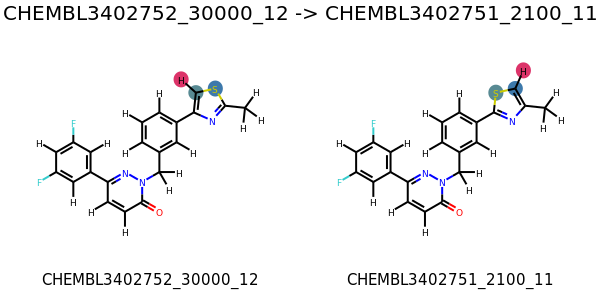 CHEMBL3402752_30000_12 -> CHEMBL3402751_2100_11
H S H
H N H
H H
F H H H
H H
F N N H
H H
H O
H
H
S
H H
H N H
H H
F H H H
H H
F N N H
H H
H O
H
CHEMBL3402752_30000_12 CHEMBL3402751_2100_11